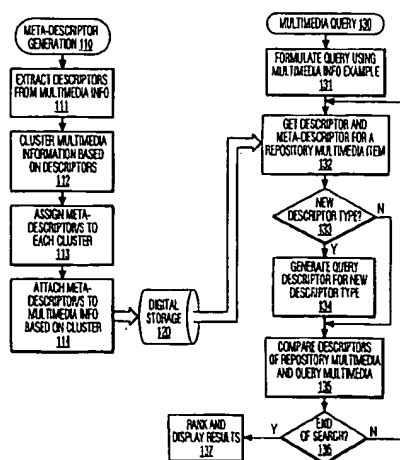 META-DESCRIPTOR
GENERATION 110
EXTRACT DESCRIPTORS
FROM MULTIMEDIA INFO
111
CLUSTER MULTIMEDIA
INFORMATION BASED
ON DESCRIPTORS
112
ASSIGN META-
DESCRIPTOR/S TO
EACH CLUSTER
113
ATTACH META-
DESCRIPTOR/S TO
MULTIMEDIA INFO
BASED ON CLUSTER
114
DIGITAL
STORAGE
120
MULTIMEDIA QUERY 130
FORMULATE QUERY USING
MULTIMEDIA INFO EXAMPLE
131
GET DESCRIPTOR AND
META-DESCRIPTOR FOR A
REPOSITORY MULTIMEDIA ITEM
132
NEW
DESCRIPTOR TYPE?
133
N
Y
GENERATE QUERY
DESCRIPTOR FOR NEW
DESCRIPTOR TYPE
134
COMPARE DESCRIPTORS
OF REPOSITORY MULTIMEDIA
AND QUERY MULTIMEDIA
135
END
OF SEARCH?
136
Y
N
RANK AND
DISPLAY RESULTS
137